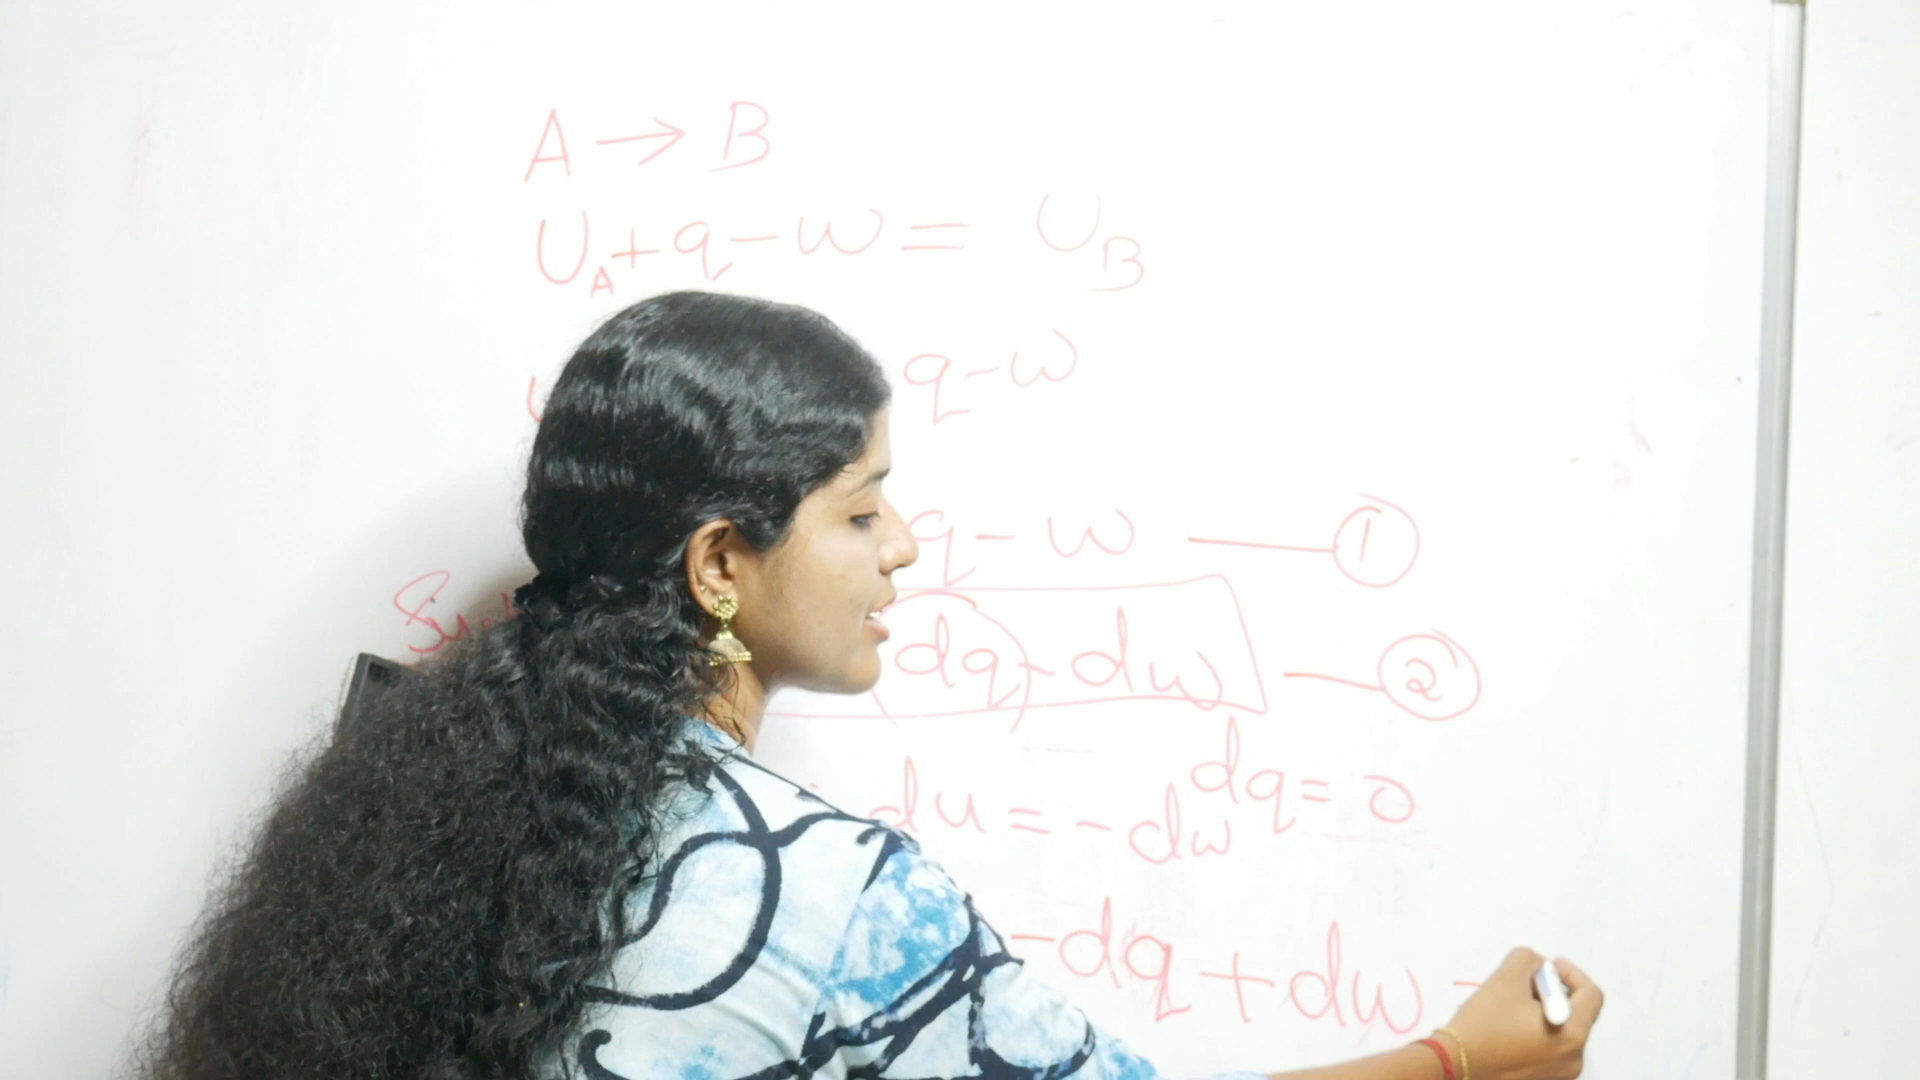 A → B
U_A + q - w = U_B
q - w
q - w —— ①
dq - dw —— ②
dq = 0
du = - dw
- dq + dw -